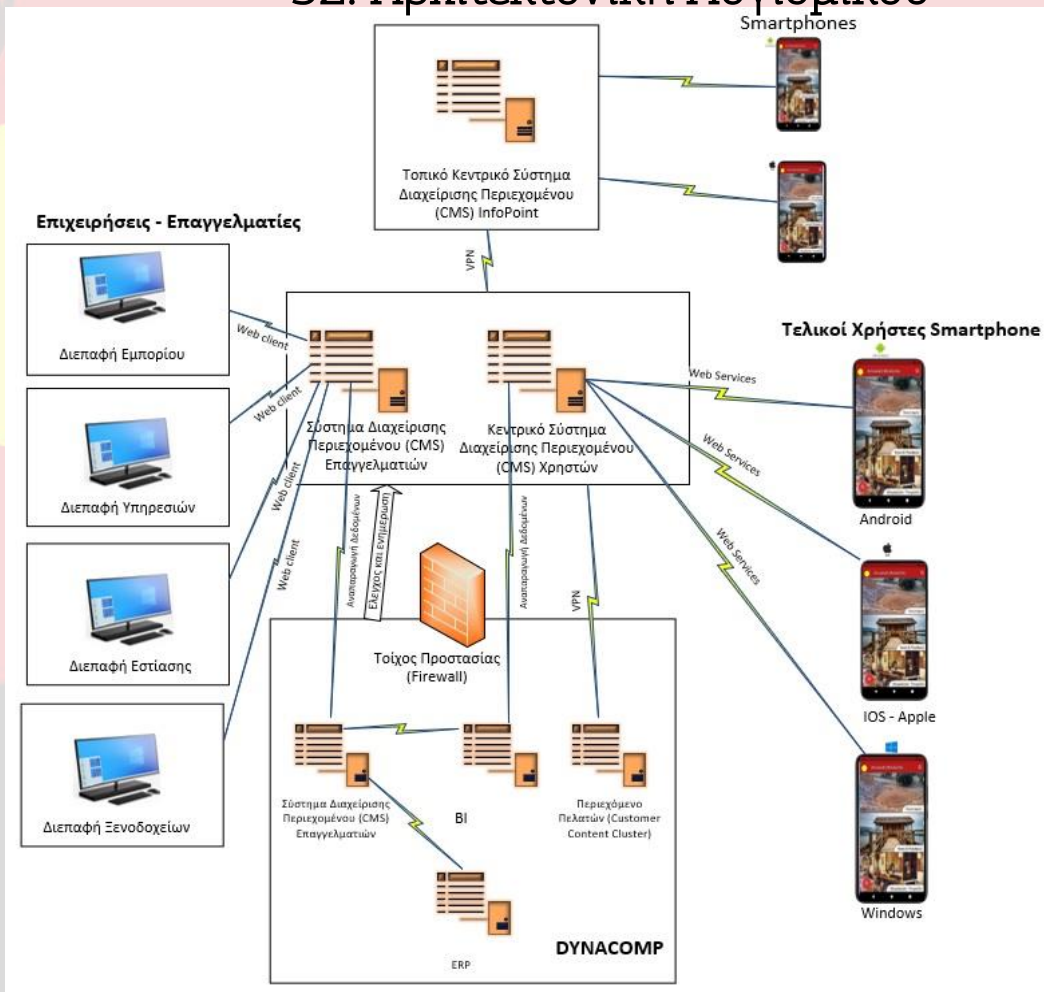 Smartphones
Τοπικό Κεντρικό Σύστημα
Διαχείρισης Περιεχομένου
(CMS) InfoPoint
VPN
Επιχειρήσεις - Επαγγελματίες
Διεπαφή Εμπορίου
Διεπαφή Υπηρεσιών
Διεπαφή Εστίασης
Διεπαφή Ξενοδοχείων
Web client
Web client
Web client
Web client
Σύστημα Διαχείρισης
Περιεχομένου (CMS)
Επαγγελματιών
Κεντρικό Σύστημα
Διαχείρισης Περιεχομένου
(CMS) Χρηστών
Τελικοί Χρήστες Smartphone
Web Services
Web Services
Web Services
Android
IOS - Apple
Windows
Αναπαραγωγή Δεδομένων
Έλεγχος και ενημέρωση
Αναπαραγωγή Δεδομένων
VPN
Τοίχος Προστασίας
(Firewall)
Σύστημα Διαχείρισης
Περιεχομένου (CMS)
Επαγγελματιών
BI
Περιεχόμενο
Πελατών (Customer
Content Cluster)
ERP
DYNACOMP